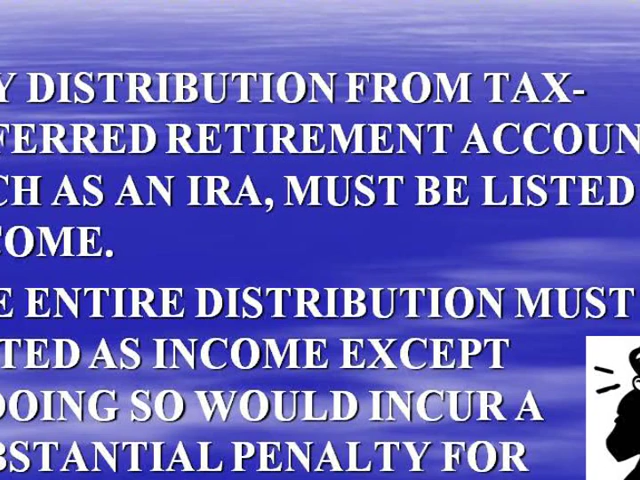 Y DISTRIBUTION FROM TAX-
FERRED RETIREMENT ACCOUN
CH AS AN IRA, MUST BE LISTED
COME.
E ENTIRE DISTRIBUTION MUST
TED AS INCOME EXCEPT
DOING SO WOULD INCUR A
BSTANTIAL PENALTY FOR